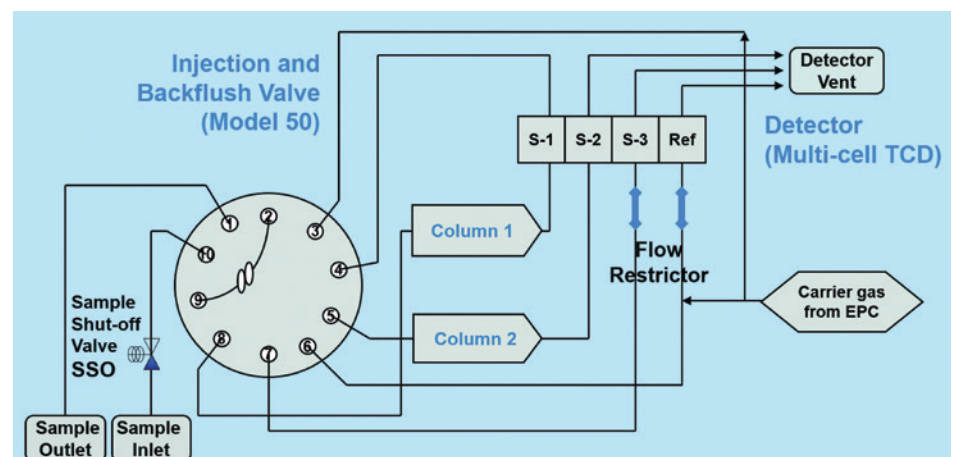 Injection and
Backflush Valve
(Model 50)
Detector
Vent
S-1 S-2 S-3 Ref
Detector
(Multi-cell TCD)
1
2
3
4
5
6
7
8
9
10
Column 1
Flow
Restrictor
Carrier gas
from EPC
Column 2
Sample
Shut-off
Valve
SSO
Sample
Outlet
Sample
Inlet